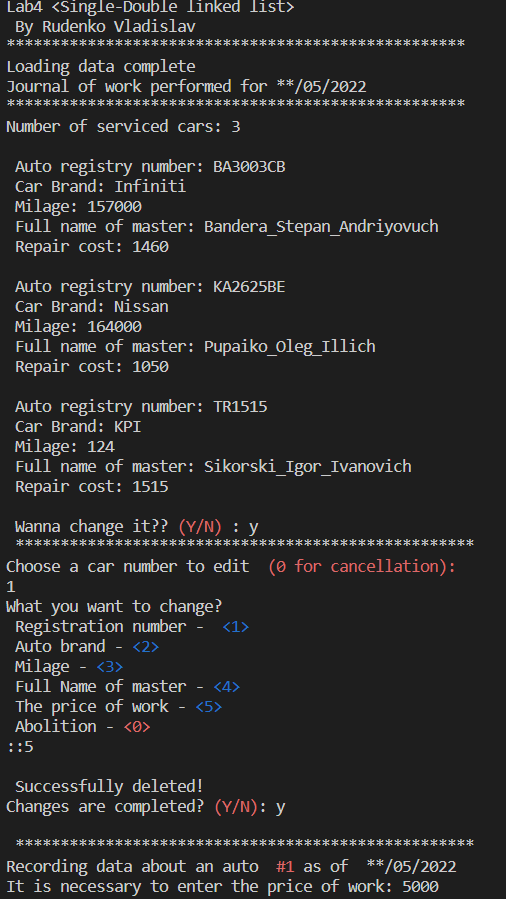 Lab4 <Single-Double linked list>
By Rudenko Vladislav
***************************************************
Loading data complete
Journal of work performed for **/05/2022
***************************************************
Number of serviced cars: 3
Auto registry number: BA3003CB
Car Brand: Infiniti
Milage: 157000
Full name of master: Bandera_Stepan_Andriyovuch
Repair cost: 1460
Auto registry number: KA2625BE
Car Brand: Nissan
Milage: 164000
Full name of master: Pupaiko_Oleg_Illich
Repair cost: 1050
Auto registry number: TR1515
Car Brand: KPI
Milage: 124
Full name of master: Sikorski_Igor_Ivanovich
Repair cost: 1515
Wanna change it?? (Y/N) : y
***************************************************
Choose a car number to edit  (0 for cancellation):
1
What you want to change?
Registration number -  <1>
Auto brand - <2>
Milage - <3>
Full Name of master - <4>
The price of work - <5>
Abolition - <0>
::5
Successfully deleted!
Changes are completed? (Y/N): y
***************************************************
Recording data about an auto  #1 as of  **/05/2022
It is necessary to enter the price of work: 5000